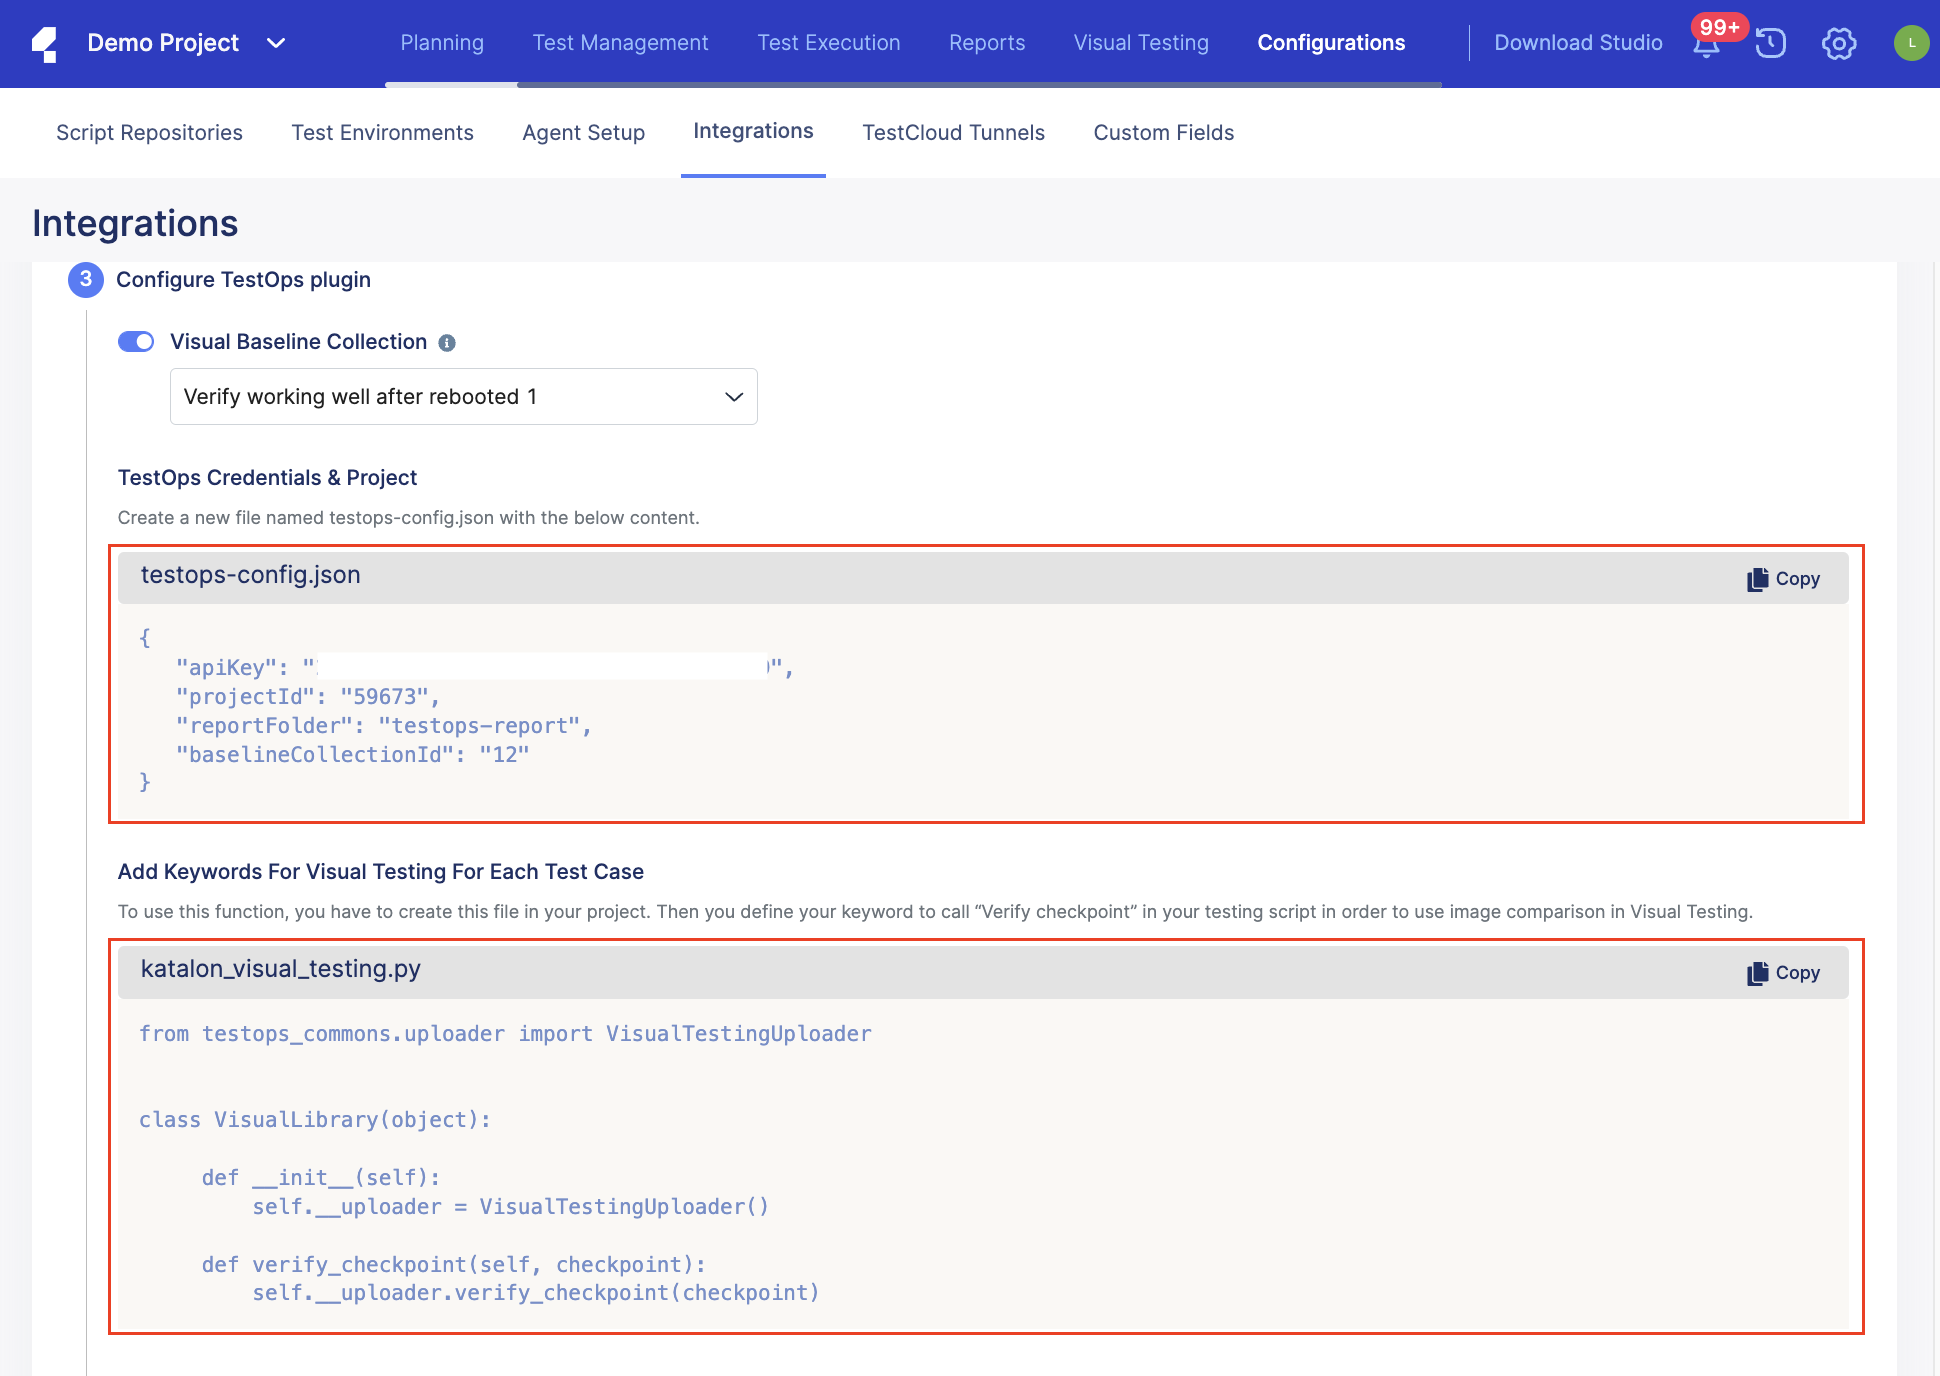 Demo Project
Planning
Test Management
Test Execution
Reports
Visual Testing
Configurations
Download Studio
99+
L
Script Repositories
Test Environments
Agent Setup
Integrations
TestCloud Tunnels
Custom Fields
Integrations
3 Configure TestOps plugin
Visual Baseline Collection
Verify working well after rebooted 1
TestOps Credentials & Project
Create a new file named testops-config.json with the below content.
testops-config.json
Copy
{
"apiKey": "",
"projectId": "59673",
"reportFolder": "testops-report",
"baselineCollectionId": "12"
}
Add Keywords For Visual Testing For Each Test Case
To use this function, you have to create this file in your project. Then you define your keyword to call “Verify checkpoint” in your testing script in order to use image comparison in Visual Testing.
katalon_visual_testing.py
Copy
from testops_commons.uploader import VisualTestingUploader
class VisualLibrary(object):
def __init__(self):
self.__uploader = VisualTestingUploader()
def verify_checkpoint(self, checkpoint):
self.__uploader.verify_checkpoint(checkpoint)